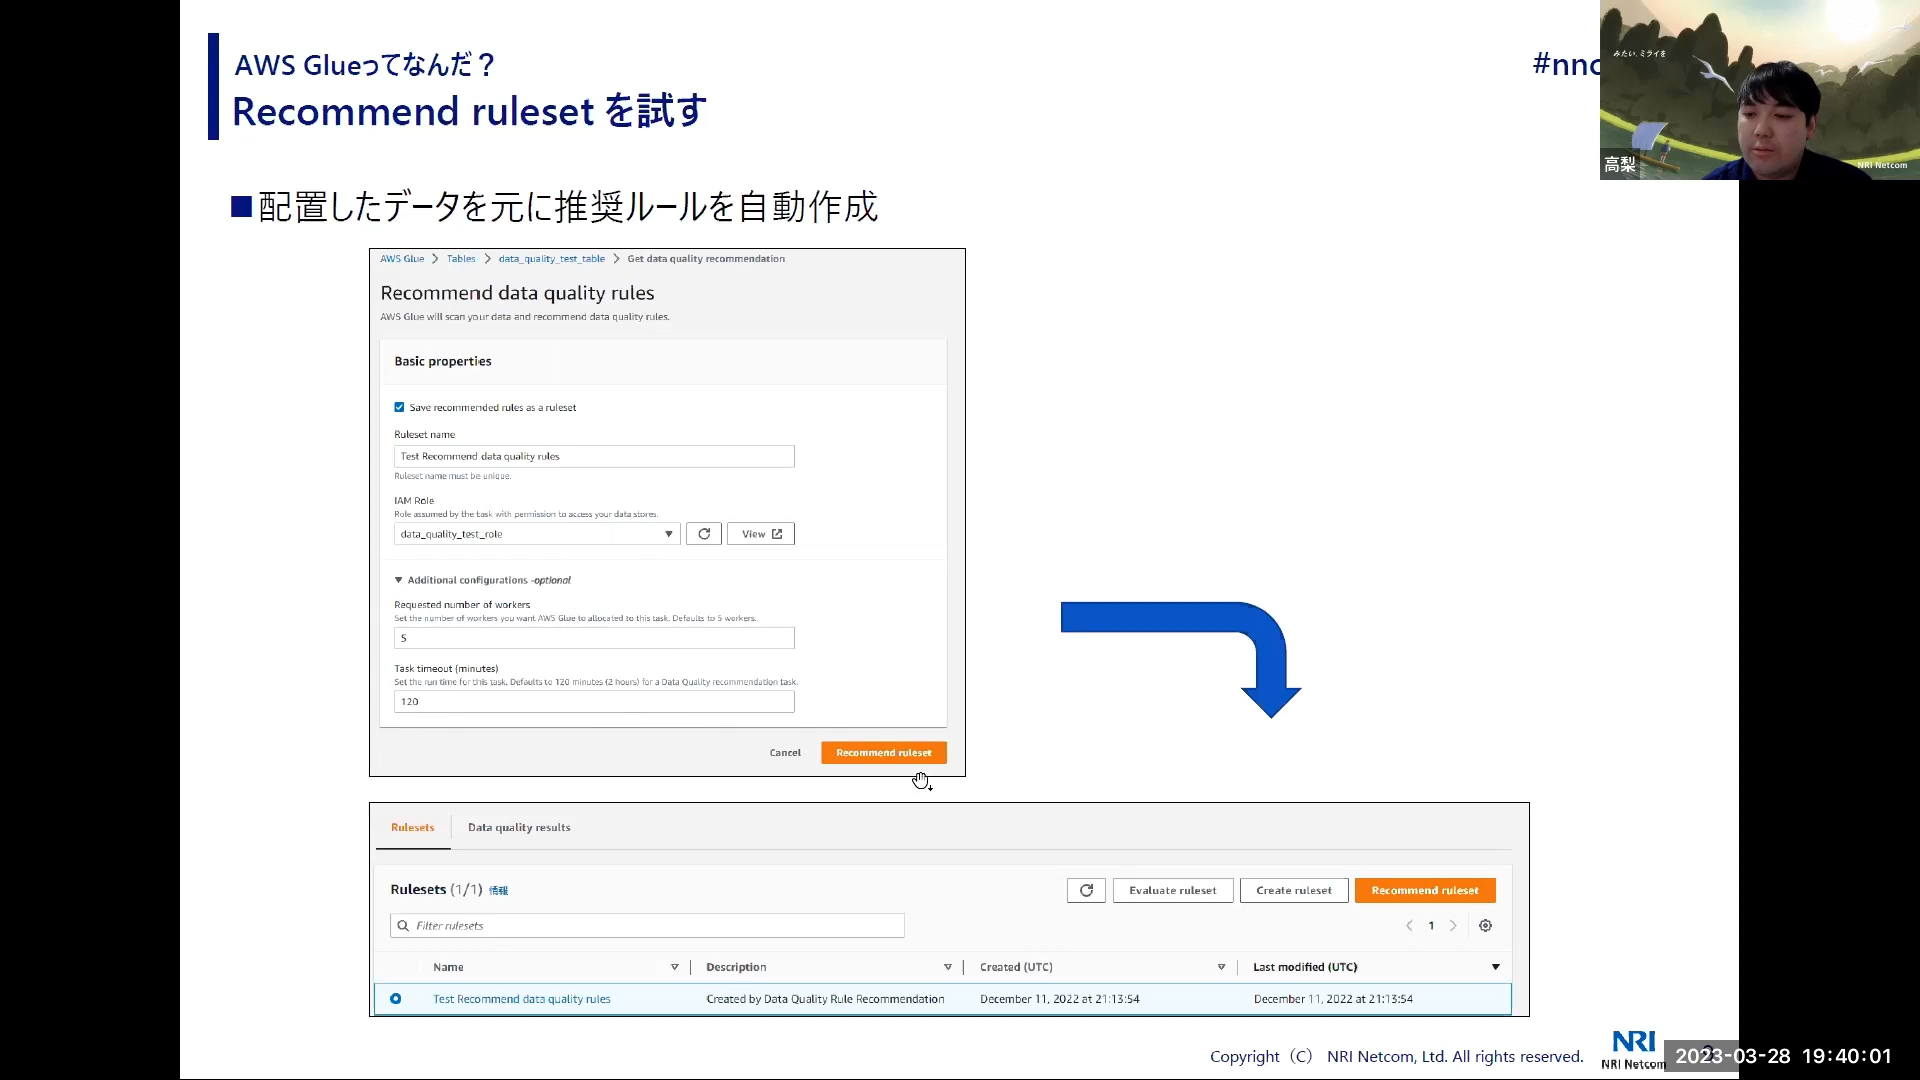 AWS Glueってなんだ？
#nnc
Recommend ruleset を試す
みたい、ミライを
高梨
NRI Netcom
■配置したデータを元に推奨ルールを自動作成
AWS Glue > Tables > data_quality_test_table > Get data quality recommendation
Recommend data quality rules
AWS Glue will scan your data and recommend data quality rules.
Basic properties
Save recommended rules as a ruleset
Ruleset name
Test Recommend data quality rules
Ruleset name must be unique.
IAM Role
Role assumed by the task with permission to access your data stores.
data_quality_test_role
View
Additional configurations -optional
Requested number of workers
Set the number of workers you want AWS Glue to allocated to this task. Defaults to 5 workers.
5
Task timeout (minutes)
Set the run time for this task. Defaults to 120 minutes (2 hours) for a Data Quality recommendation task.
120
Cancel Recommend ruleset
Rulesets Data quality results
Rulesets (1/1) 情報
Evaluate ruleset Create ruleset Recommend ruleset
Filter rulesets
1
Name Description Created (UTC) Last modified (UTC)
Test Recommend data quality rules Created by Data Quality Rule Recommendation December 11, 2022 at 21:13:54 December 11, 2022 at 21:13:54
Copyright（C） NRI Netcom, Ltd. All rights reserved.
NRI
NRI Netcom
2023-03-28 19:40:01